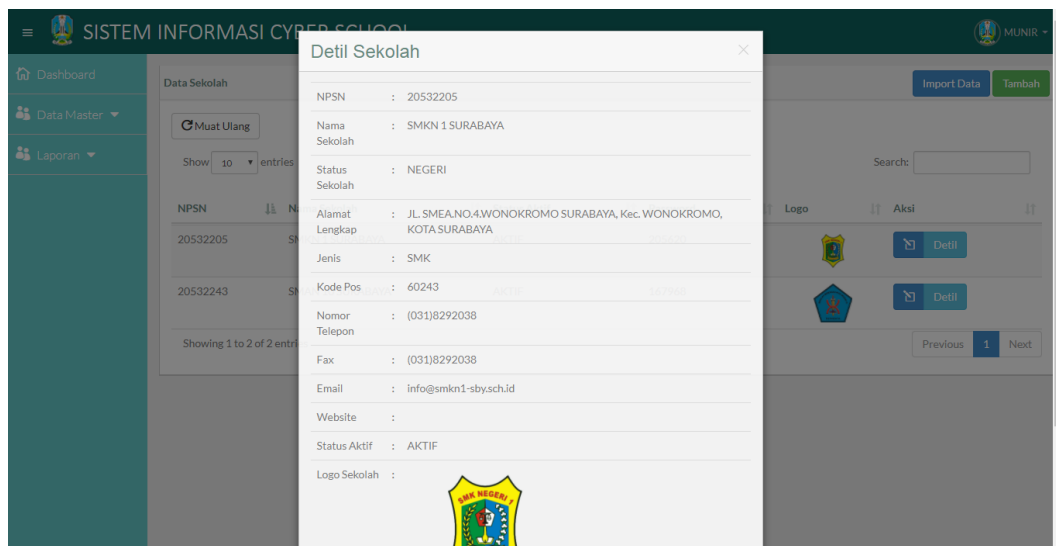 SISTEM INFORMASI CYBER SCHOOL
MUNIR
Dashboard
Data Master
Laporan
Data Sekolah
Import Data
Tambah
Muat Ulang
Show 10 entries
Search:
NPSN
Logo
Aksi
20532205
Detil
20532243
Detil
Showing 1 to 2 of 2
Previous 1 Next
Detil Sekolah
NPSN : 20532205
Nama : SMKN 1 SURABAYA
Sekolah
Status : NEGERI
Sekolah
Alamat : JL. SMEA.NO.4.WONOKROMO SURABAYA, Kec. WONOKROMO,
Lengkap KOTA SURABAYA
Jenis : SMK
Kode Pos : 60243
Nomor : (031)8292038
Telepon
Fax : (031)8292038
Email : info@smkn1-sby.sch.id
Website :
Status Aktif : AKTIF
Logo Sekolah :
SMK NEGERI 1